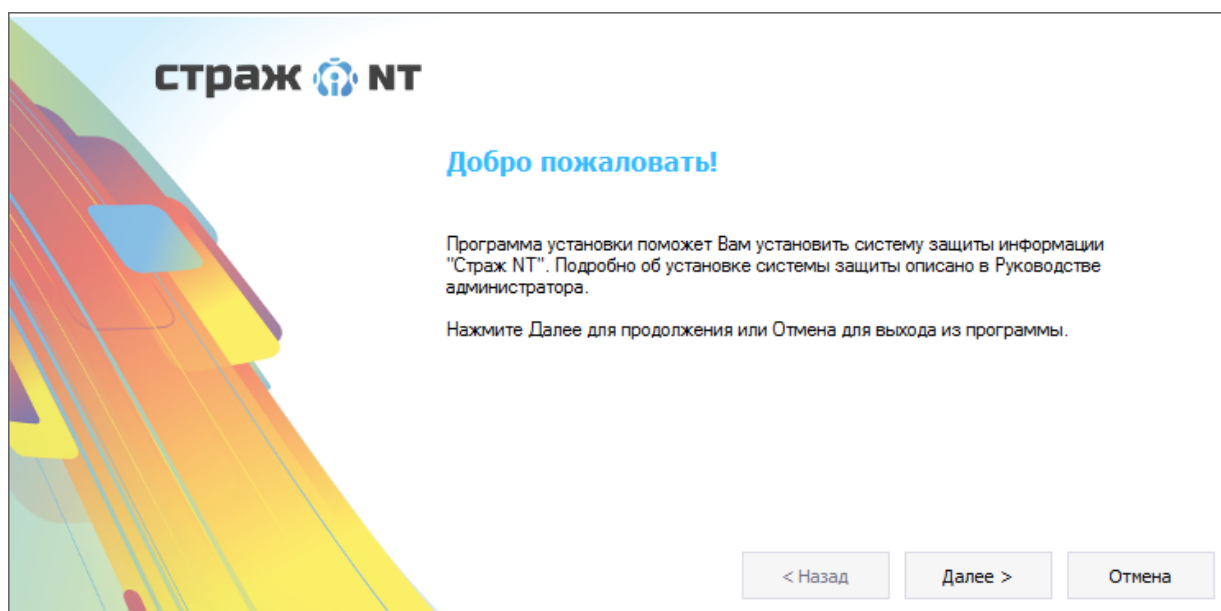 страж NT
Добро пожаловать!
Программа установки поможет Вам установить систему защиты информации
"Страж NT". Подробно об установке системы защиты описано в Руководстве
администратора.
Нажмите Далее для продолжения или Отмена для выхода из программы.
< Назад
Далее >
Отмена